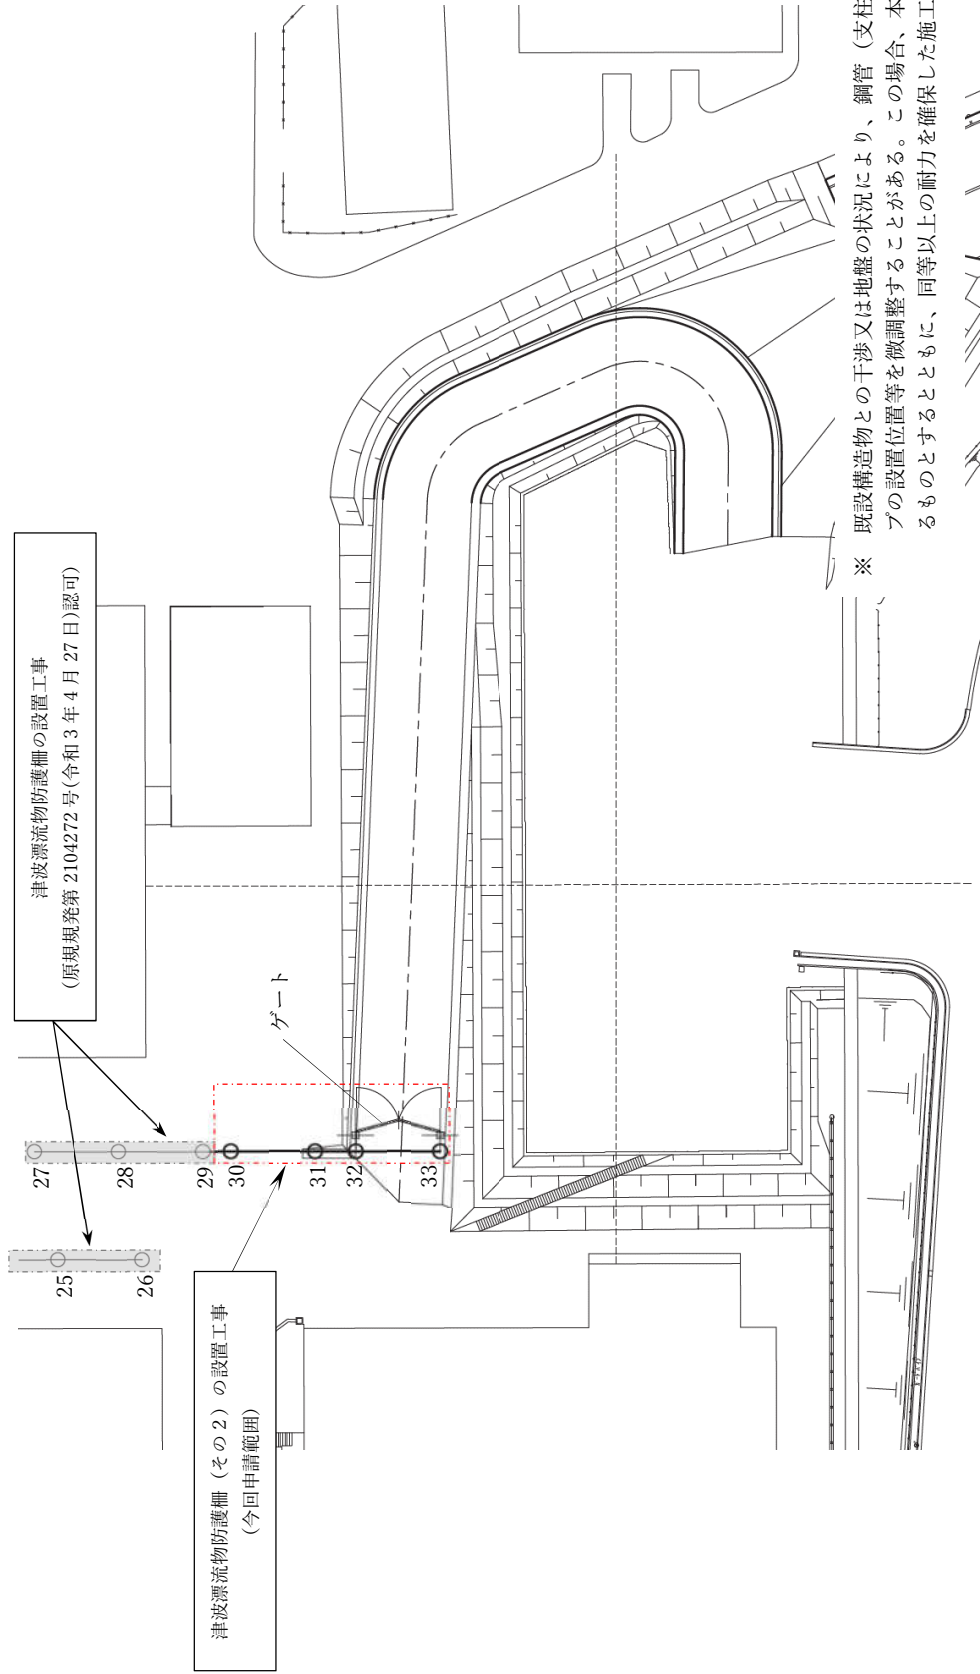 津波漂流物防護柵の設置工事
(原規規発第 2104272 号(令和 3 年 4 月 27 日)認可)
25
26
27
28
29
30
31
32
33
ゲート
津波漂流物防護柵（その２）の設置工事
(今回申請範囲)
※ 既設構造物との干渉又は地盤の状況により、鋼管（支柱
プの設置位置等を微調整することがある。この場合、本
るものとするとともに、同等以上の耐力を確保した施工